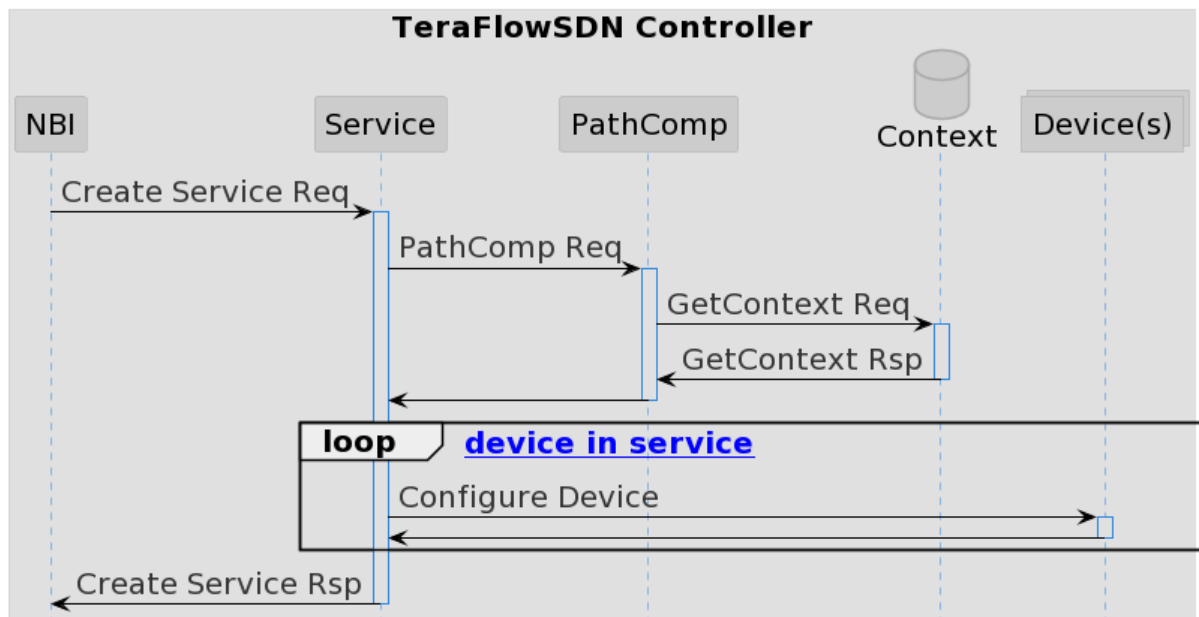 TeraFlowSDN Controller
NBI
Service
PathComp
Context
Device(s)
Create Service Req
PathComp Req
GetContext Req
GetContext Rsp
loop
device in service
Configure Device
Create Service Rsp